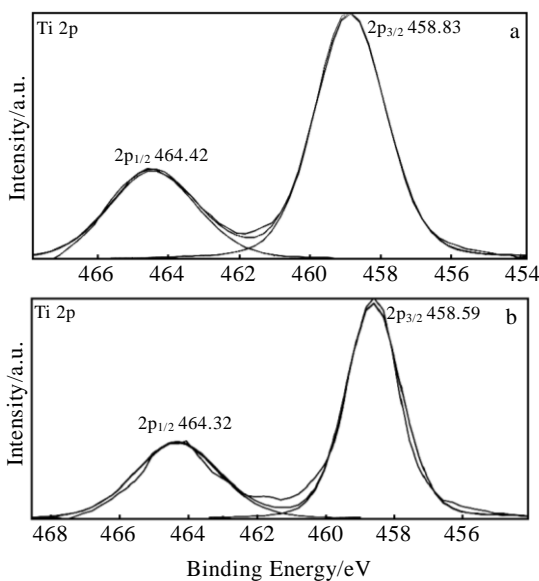 Ti 2p 2p3/2 458.83 a
2p1/2 464.42
Intensity/a.u.
466 464 462 460 458 456 454
Ti 2p 2p3/2 458.59 b
2p1/2 464.32
Intensity/a.u.
468 466 464 462 460 458 456
Binding Energy/eV